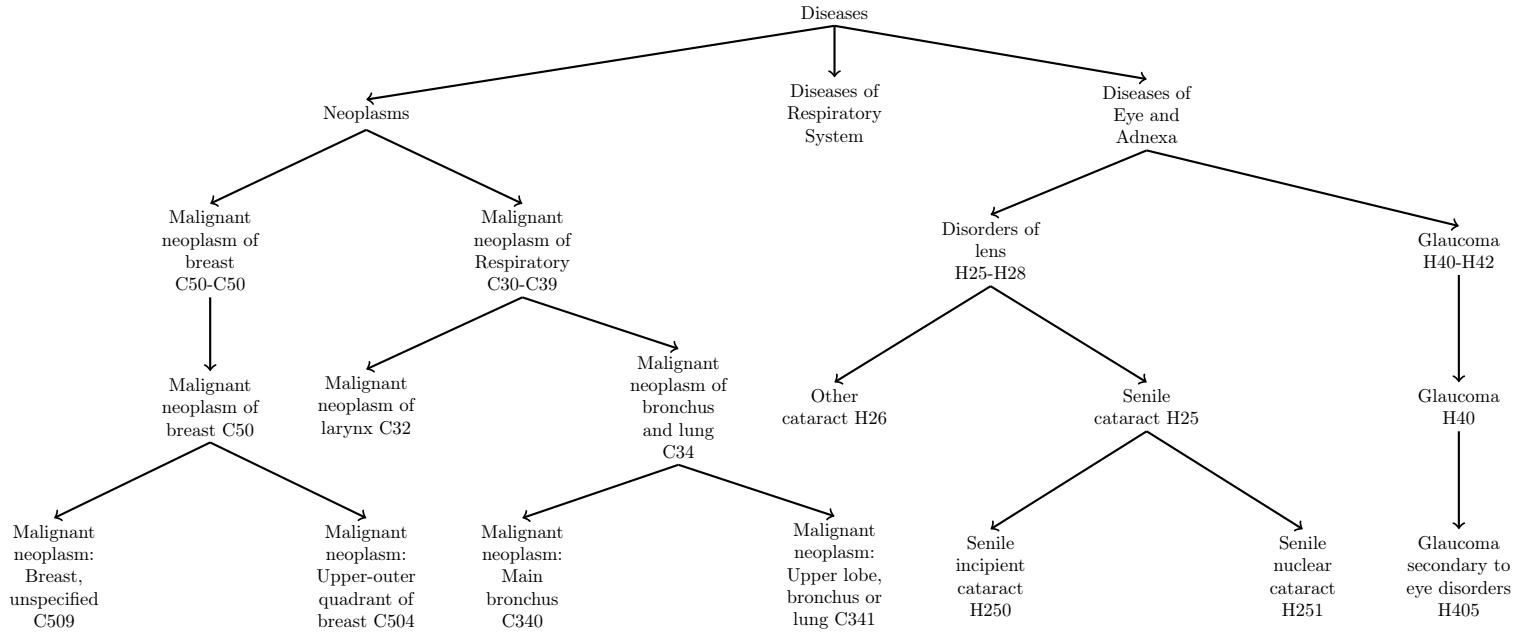 Diseases
Neoplasms
Diseases of
Respiratory
System
Diseases of
Eye and
Adnexa
Malignant
neoplasm of
breast
C50-C50
Malignant
neoplasm of
Respiratory
C30-C39
Disorders of
lens
H25-H28
Glaucoma
H40-H42
Malignant
neoplasm of
breast C50
Malignant
neoplasm of
larynx C32
Malignant
neoplasm of
bronchus
and lung
C34
Other
cataract H26
Senile
cataract H25
Glaucoma
H40
Malignant
neoplasm:
Breast,
unspecified
C509
Malignant
neoplasm:
Upper-outer
quadrant of
breast C504
Malignant
neoplasm:
Main
bronchus
C340
Malignant
neoplasm:
Upper lobe,
bronchus or
lung C341
Senile
incipient
cataract
H250
Senile
nuclear
cataract
H251
Glaucoma
secondary to
eye disorders
H405